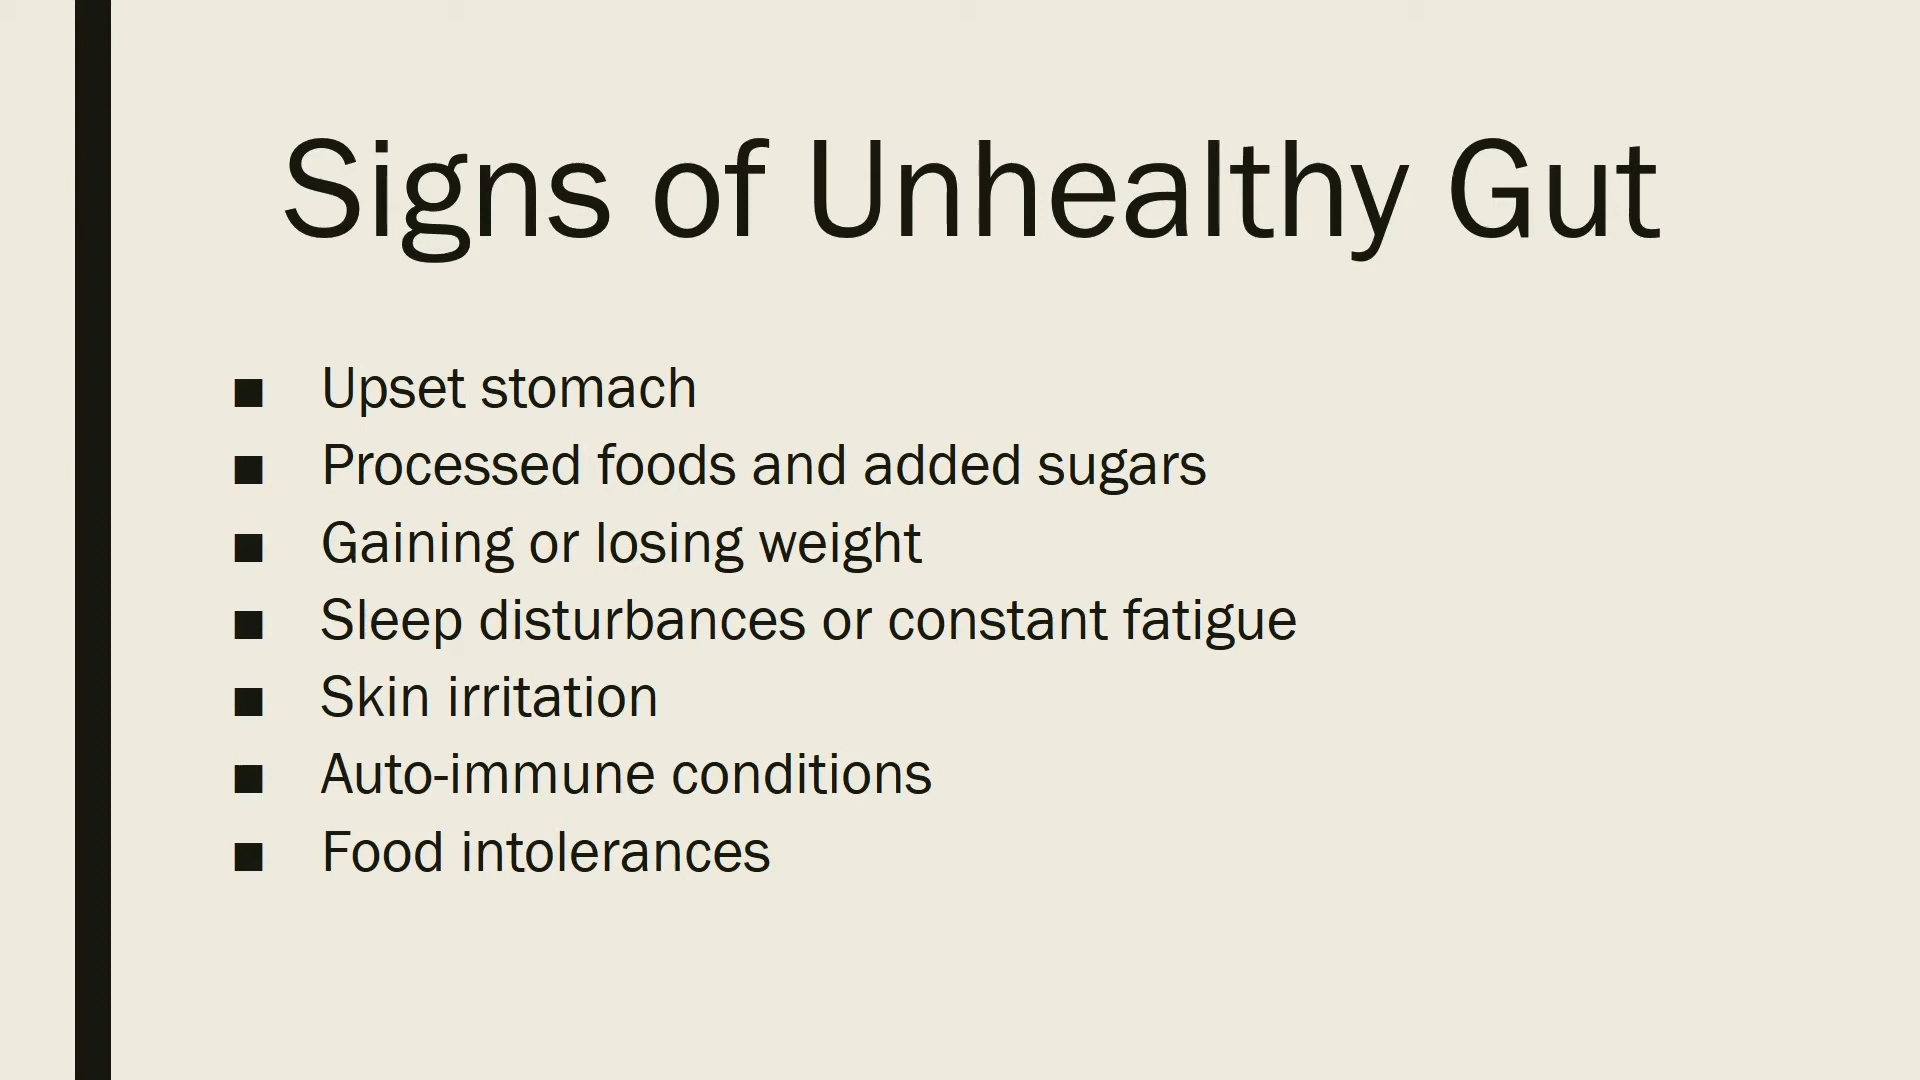 Signs of Unhealthy Gut
■ Upset stomach
■ Processed foods and added sugars
■ Gaining or losing weight
■ Sleep disturbances or constant fatigue
■ Skin irritation
■ Auto-immune conditions
■ Food intolerances